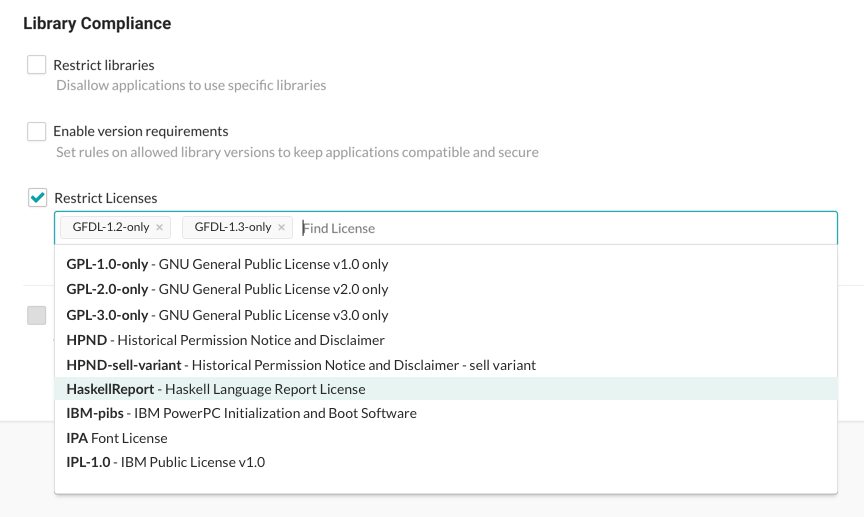 Library Compliance
Restrict libraries
Disallow applications to use specific libraries
Enable version requirements
Set rules on allowed library versions to keep applications compatible and secure
Restrict Licenses
GFDL-1.2-only × GFDL-1.3-only × Find License
GPL-1.0-only - GNU General Public License v1.0 only
GPL-2.0-only - GNU General Public License v2.0 only
GPL-3.0-only - GNU General Public License v3.0 only
HPND - Historical Permission Notice and Disclaimer
HPND-sell-variant - Historical Permission Notice and Disclaimer - sell variant
HaskellReport - Haskell Language Report License
IBM-pibs - IBM PowerPC Initialization and Boot Software
IPA Font License
IPL-1.0 - IBM Public License v1.0